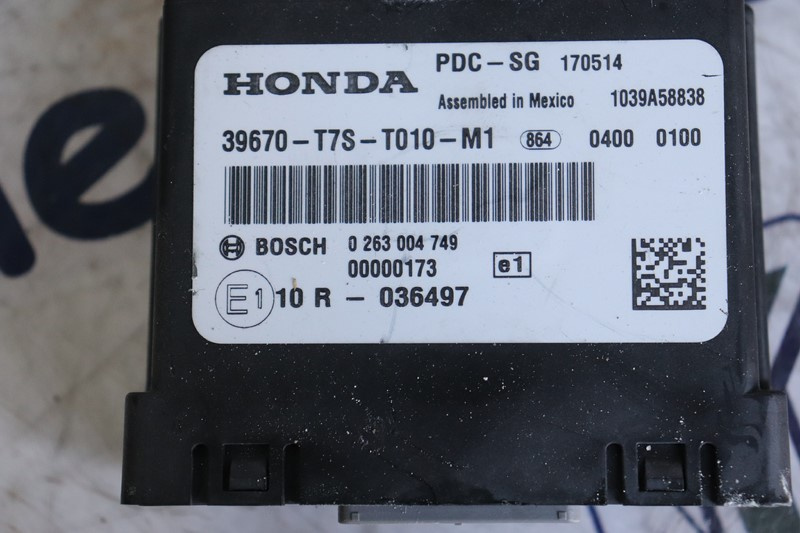 HONDA PDC-SG 170514
Assembled in Mexico 1039A58838
39670-T7S-T010-M1 864 0400 0100
BOSCH 0 263 004 749
00000173 e1
E1 10 R - 036497